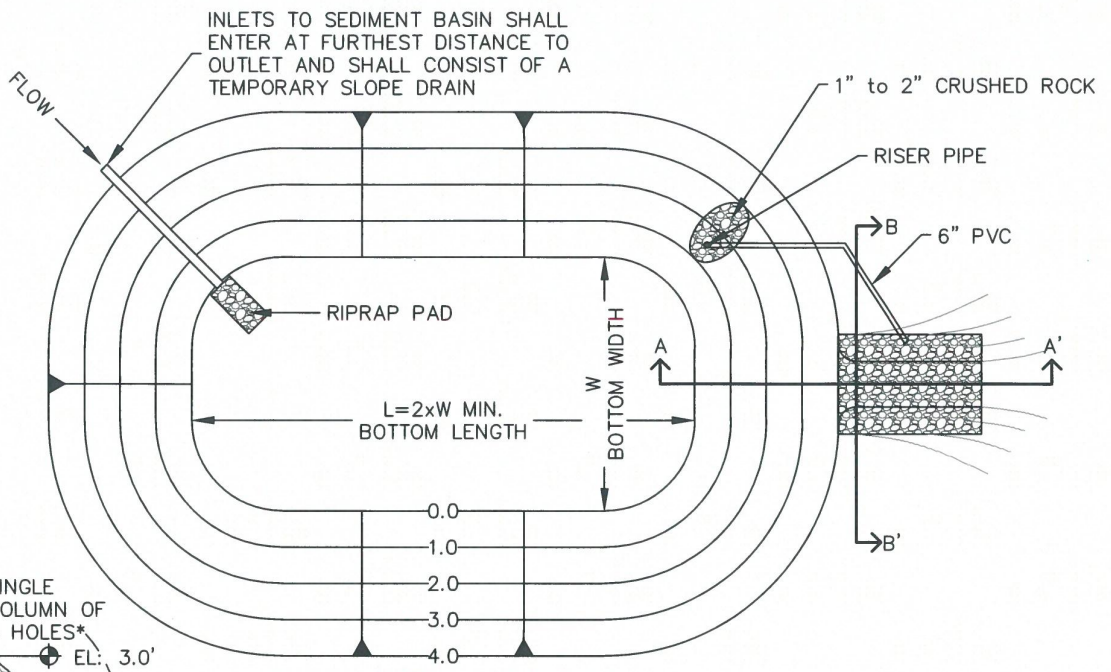 INLETS TO SEDIMENT BASIN SHALL
ENTER AT FURTHEST DISTANCE TO
OUTLET AND SHALL CONSIST OF A
TEMPORARY SLOPE DRAIN
FLOW
1" to 2" CRUSHED ROCK
RISER PIPE
B
6" PVC
RIPRAP PAD
W
BOTTOM WIDTH
A
A'
L=2xW MIN.
BOTTOM LENGTH
B'
0.0
1.0
2.0
3.0
4.0
INGLE
OLUMN OF
HOLES*
EL: 3.0'